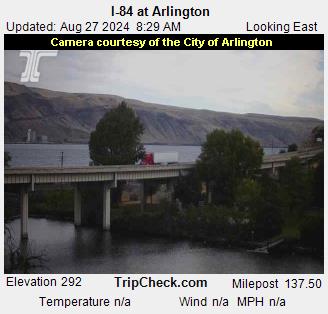 I-84 at Arlington
Updated: Aug 27 2024 8:29 AM Looking East
Camera courtesy of the City of Arlington
Elevation 292 TripCheck.com Milepost 137.50
Temperature n/a Wind n/a MPH n/a